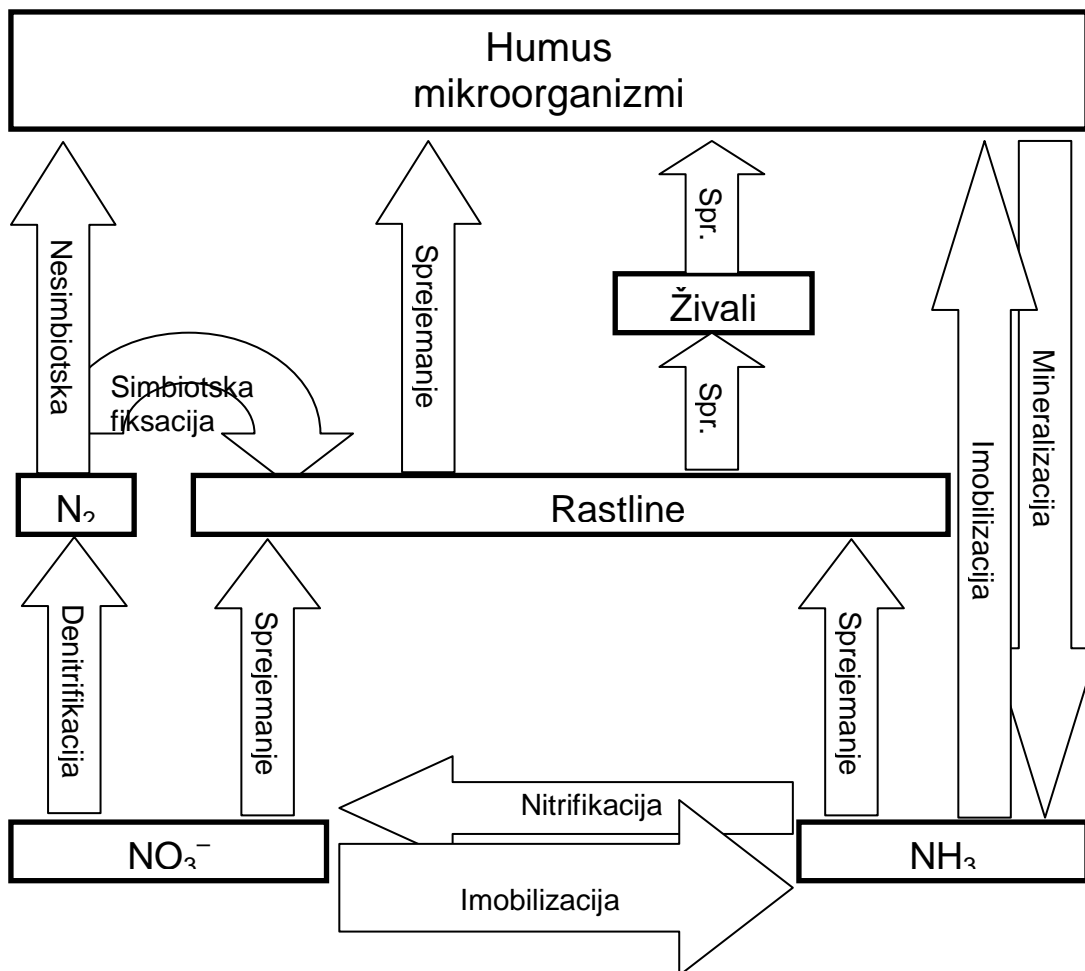 Humus
mikroorganizmi
Nesimbiotska
Sprejemanje
Spr.
Živali
Spr.
Mineralizacija
Imobilizacija
Simbiotska
fiksacija
N₂
Rastline
Denitrifikacija
Sprejemanje
Sprejemanje
Nitrifikacija
NO₃⁻
NH₃
Imobilizacija